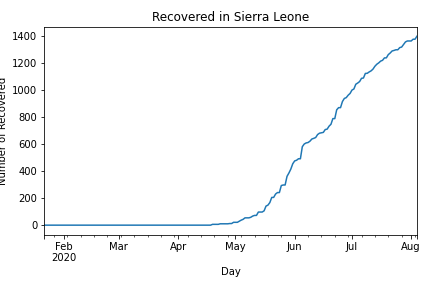 Recovered in Sierra Leone
Number of Recovered
1400
1200
1000
800
600
400
200
0
Feb Mar Apr May Jun Jul Aug
2020
Day